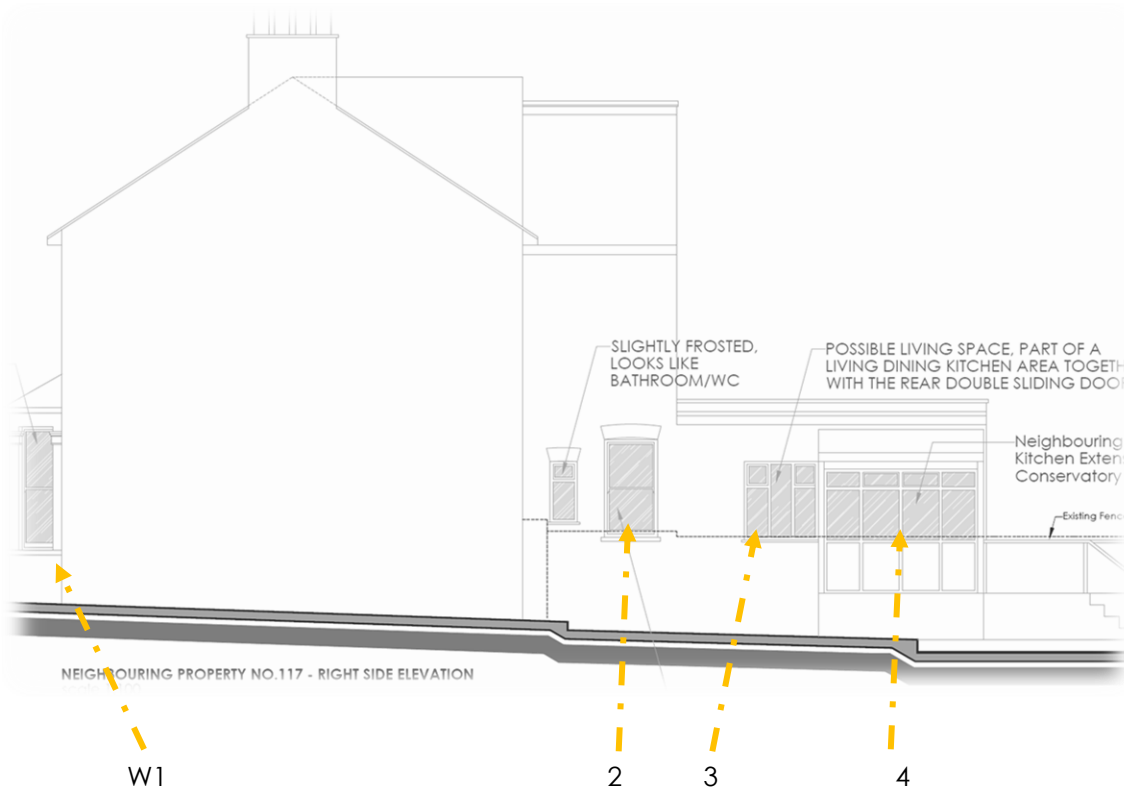 SLIGHTLY FROSTED,
LOOKS LIKE
BATHROOM/WC
POSSIBLE LIVING SPACE, PART OF A
LIVING DINING KITCHEN AREA TOGETH
WITH THE REAR DOUBLE SLIDING DOO
Neighbouring
Kitchen Exten
Conservatory
Existing Fenc
NEIGHBOURING PROPERTY NO.117 - RIGHT SIDE ELEVATION
W1
2
3
4